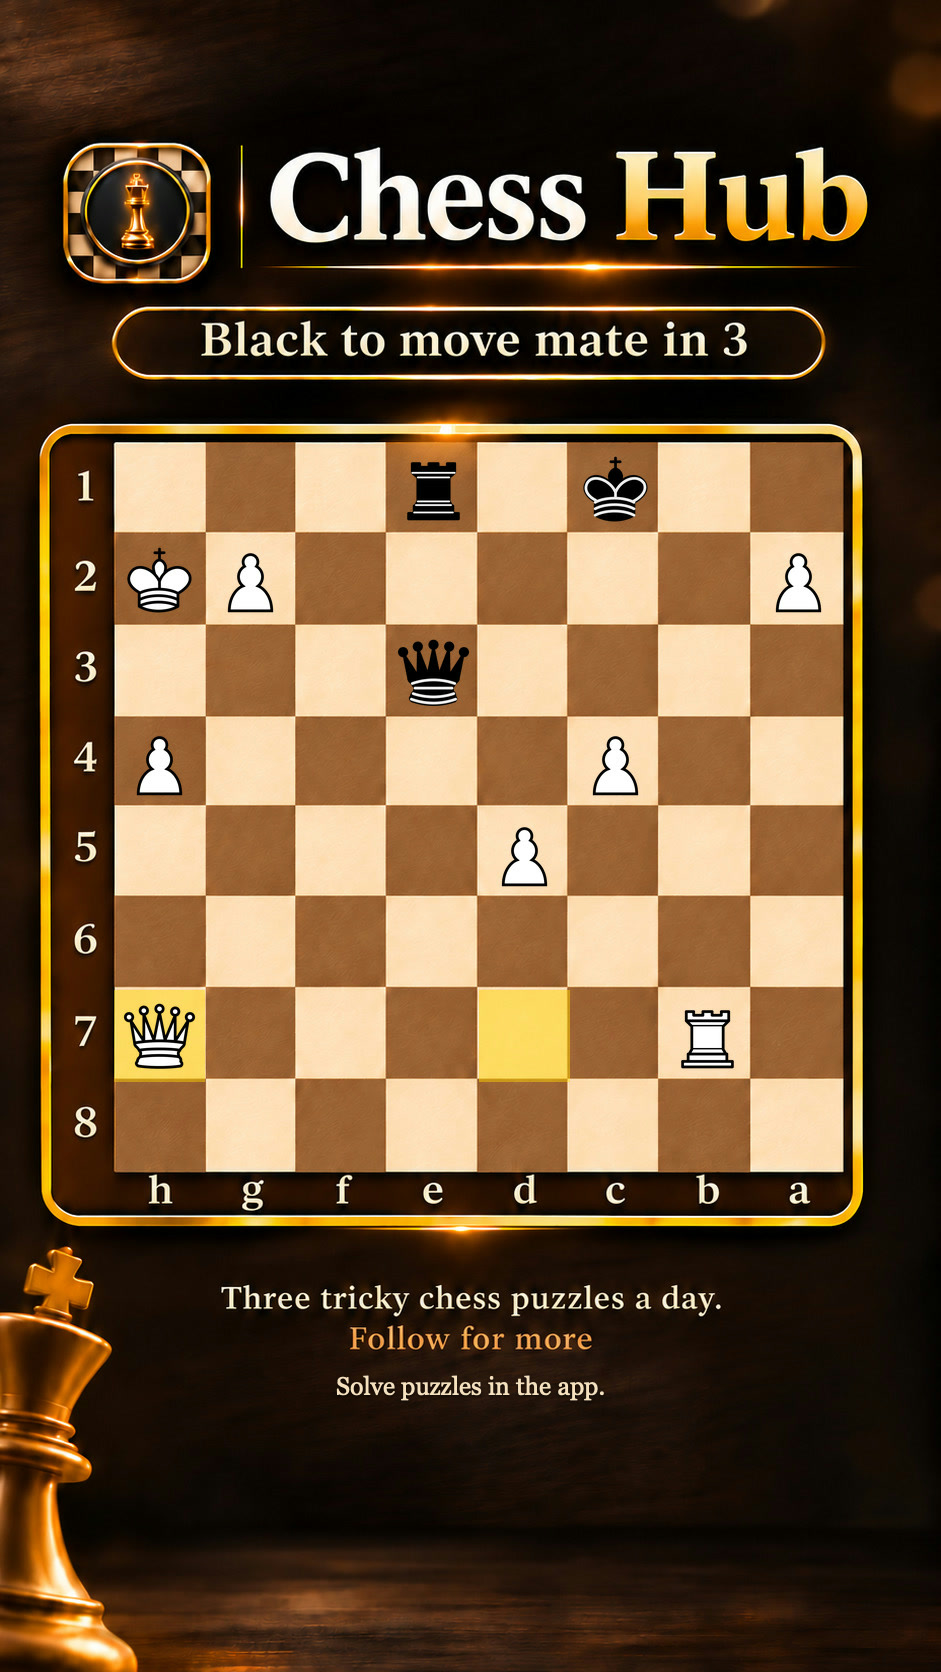 Chess Hub
Black to move mate in 3
1
2
3
4
5
6
7
8
h g f e d c b a
Three tricky chess puzzles a day.
Follow for more
Solve puzzles in the app.